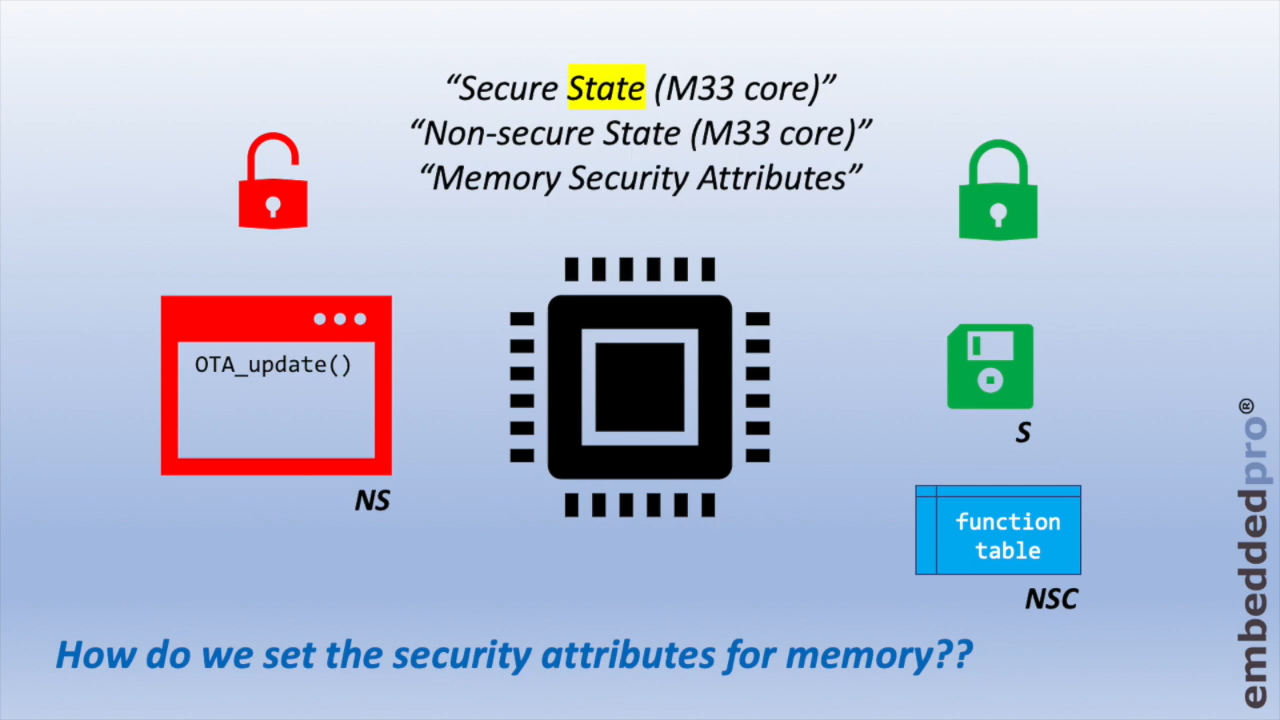 “Secure State (M33 core)”
“Non-secure State (M33 core)”
“Memory Security Attributes”
OTA_update()
NS
S
function
table
NSC
How do we set the security attributes for memory??
embeddedpro®